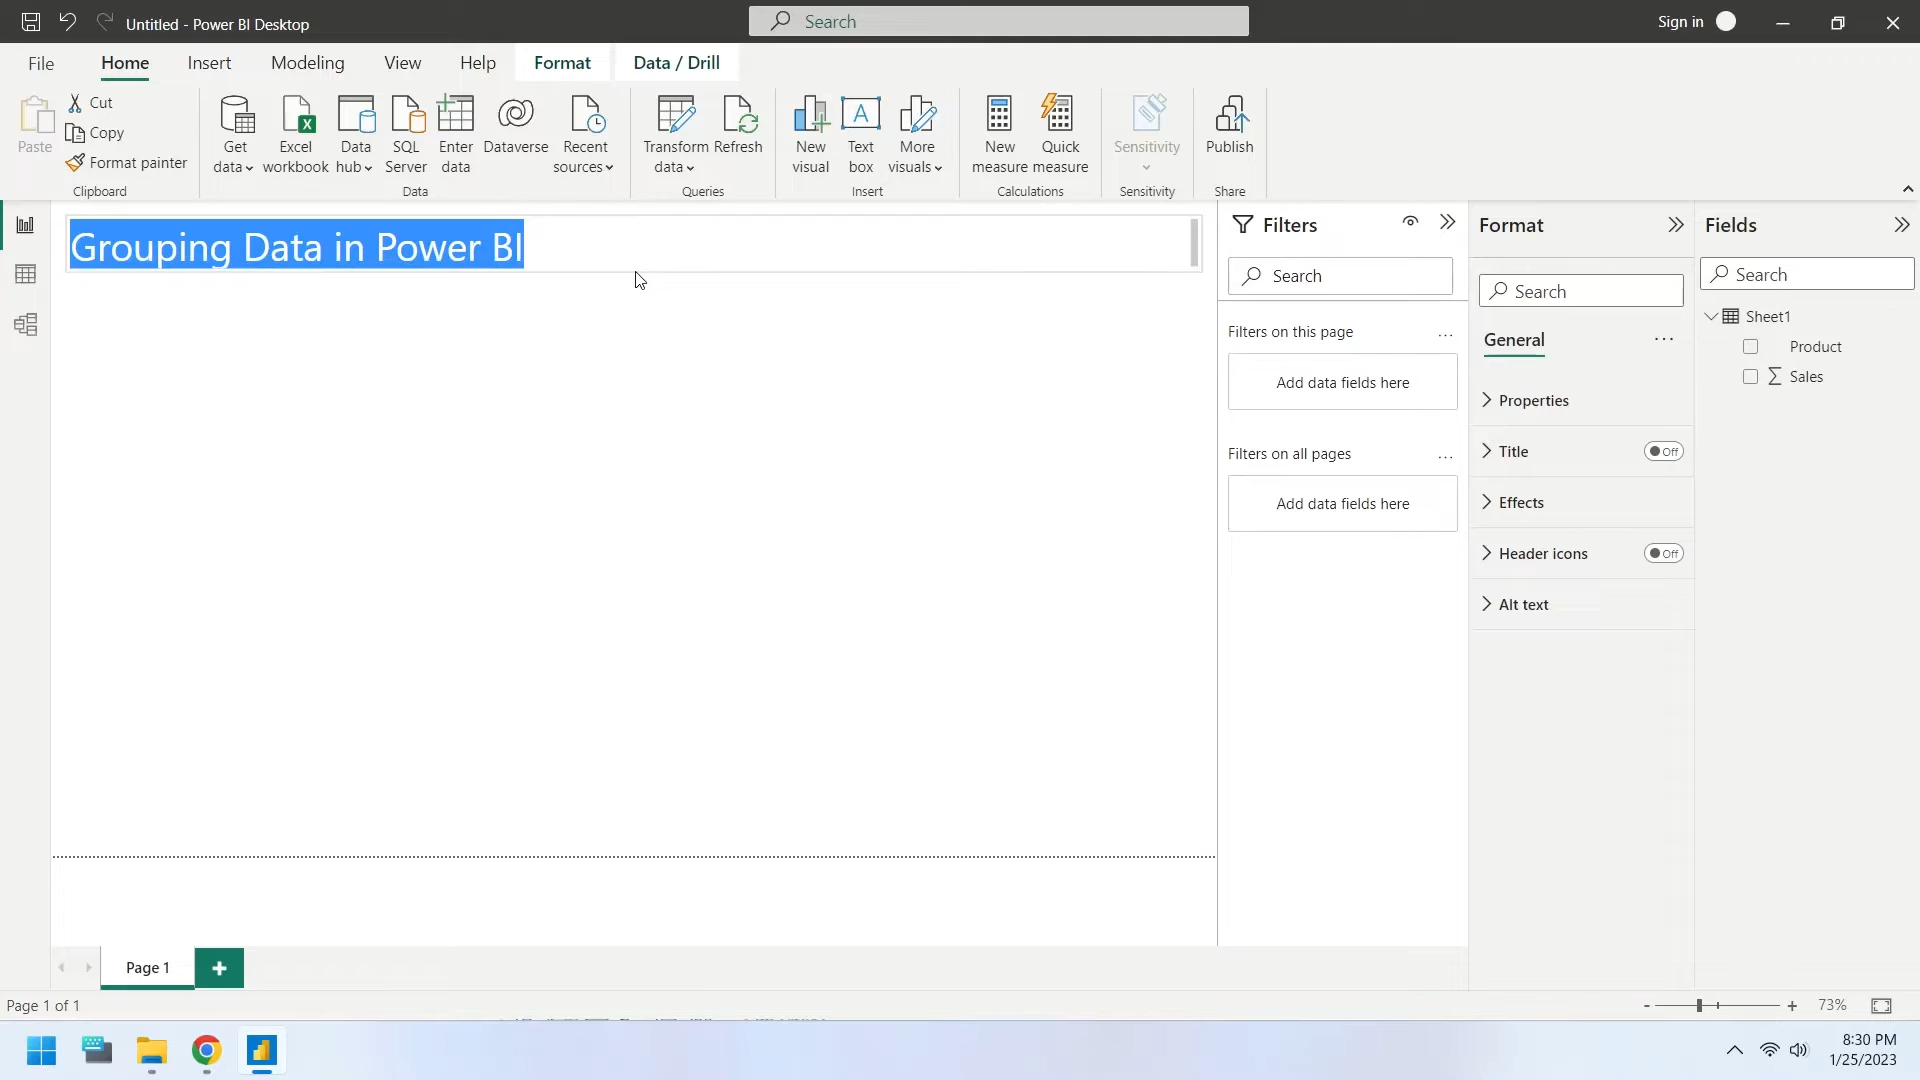 Untitled - Power BI Desktop
Search
Sign in
File
Home
Insert
Modeling
View
Help
Format
Data / Drill
Paste
Cut
Copy
Format painter
Clipboard
Get data
Excel workbook
Data hub
SQL Server
Enter data
Dataverse
Recent sources
Data
Transform data
Refresh
Queries
New visual
A
Text box
More visuals
Insert
New measure
Quick measure
Calculations
Sensitivity
Sensitivity
Publish
Share
Grouping Data in Power BI
Filters
Search
Filters on this page
...
Add data fields here
Filters on all pages
...
Add data fields here
Format
Search
General
...
Properties
Title
Off
Effects
Header icons
Off
Alt text
Fields
Search
Sheet1
Product
Σ Sales
Page 1
+
Page 1 of 1
- + 73%
8:30 PM
1/25/2023